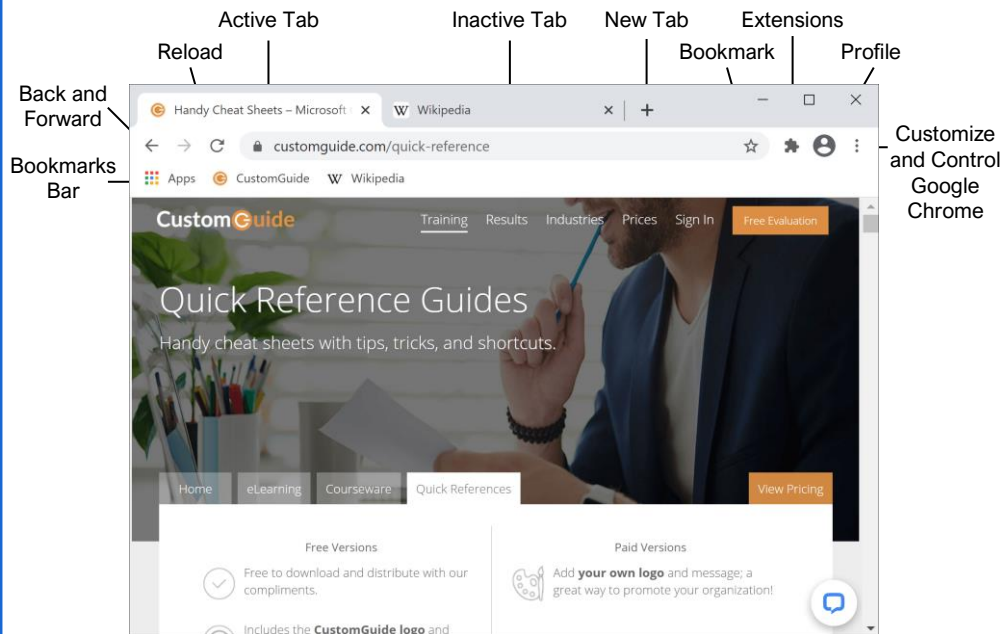 Active Tab
Inactive Tab
New Tab
Extensions
Reload
Bookmark
Profile
Back and
Forward
Handy Cheat Sheets – Microsoft
W Wikipedia
customguide.com/quick-reference
Customize
and Control
Google
Chrome
Bookmarks
Bar
Apps
CustomGuide
W Wikipedia
CustomGuide
Training
Results
Industries
Prices
Sign In
Free Evaluation
Quick Reference Guides
Handy cheat sheets with tips, tricks, and shortcuts.
Home
eLearning
Courseware
Quick References
View Pricing
Free Versions
Free to download and distribute with our
compliments.
Includes the CustomGuide logo and
Paid Versions
Add your own logo and message; a
great way to promote your organization!